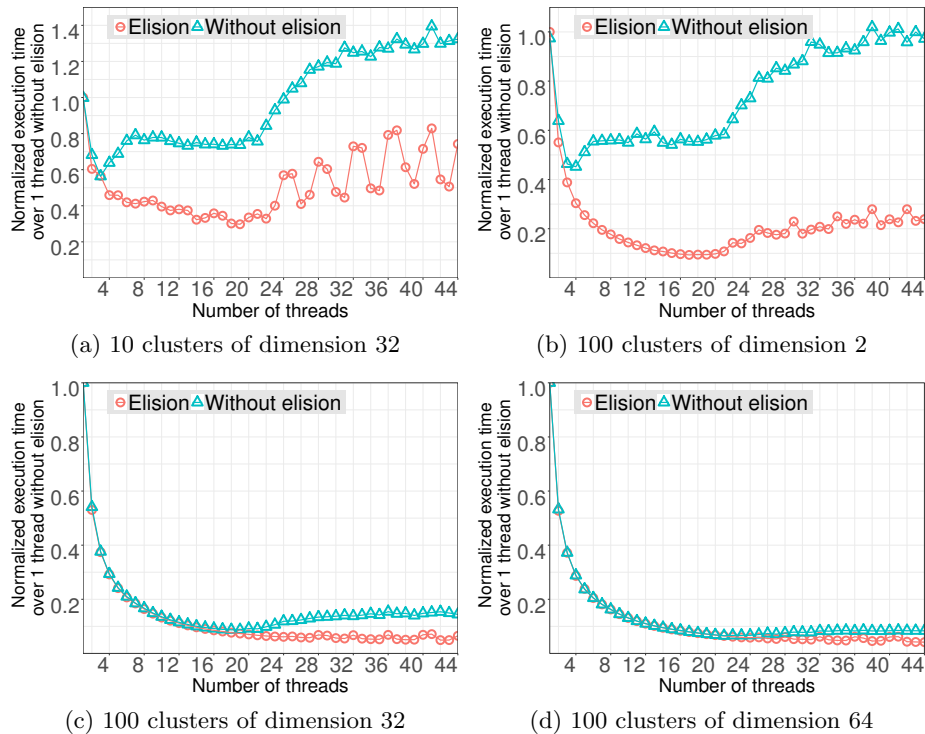 Elision Without elision
Normalized execution time
over 1 thread without elision
1.4
1.2
1.0
0.8
0.6
0.4
0.2
4 8 12 16 20 24 28 32 36 40 44
Number of threads
(a) 10 clusters of dimension 32
Elision Without elision
Normalized execution time
over 1 thread without elision
1.0
0.8
0.6
0.4
0.2
4 8 12 16 20 24 28 32 36 40 44
Number of threads
(b) 100 clusters of dimension 2
Elision Without elision
Normalized execution time
over 1 thread without elision
1.0
0.8
0.6
0.4
0.2
4 8 12 16 20 24 28 32 36 40 44
Number of threads
(c) 100 clusters of dimension 32
Elision Without elision
Normalized execution time
over 1 thread without elision
1.0
0.8
0.6
0.4
0.2
4 8 12 16 20 24 28 32 36 40 44
Number of threads
(d) 100 clusters of dimension 64